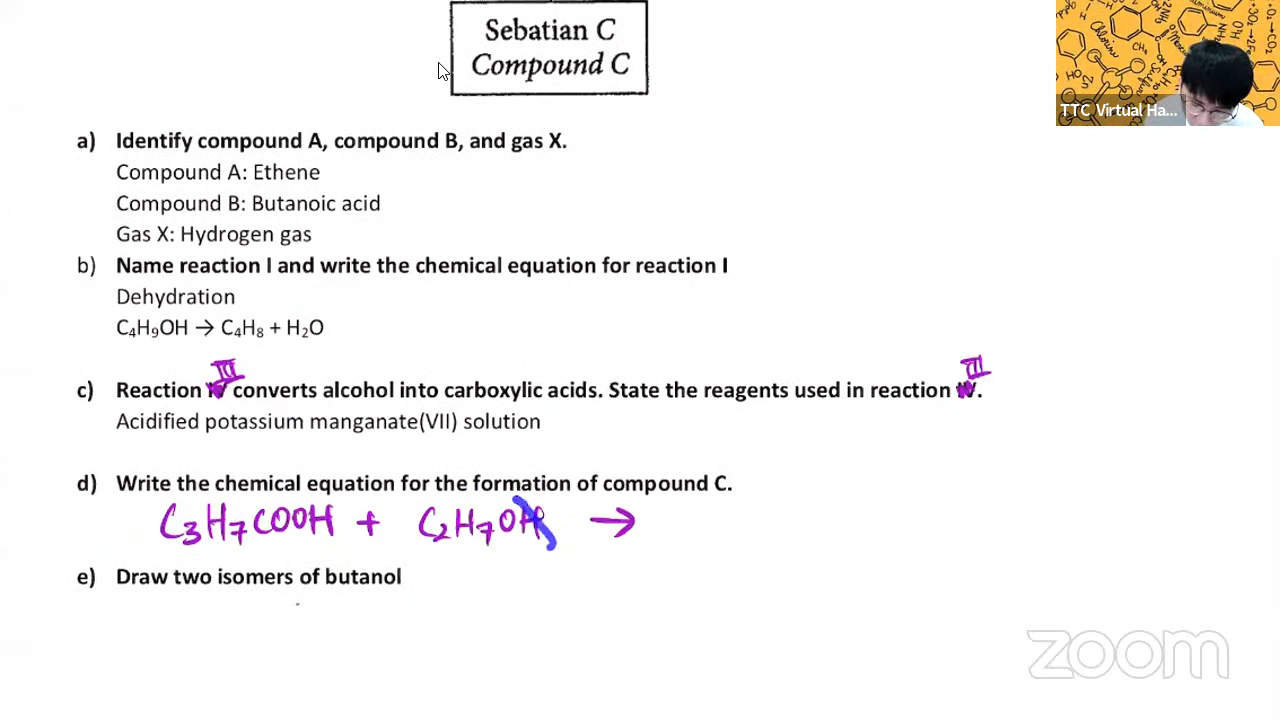 Sebatian C
Compound C
TTC Virtual Ha...
a) Identify compound A, compound B, and gas X.
Compound A: Ethene
Compound B: Butanoic acid
Gas X: Hydrogen gas
b) Name reaction I and write the chemical equation for reaction I
Dehydration
C₄H₉OH → C₄H₈ + H₂O
c) Reaction III converts alcohol into carboxylic acids. State the reagents used in reaction III.
Acidified potassium manganate(VII) solution
d) Write the chemical equation for the formation of compound C.
C₃H₇COOH + C₂H₇OH →
e) Draw two isomers of butanol
zoom